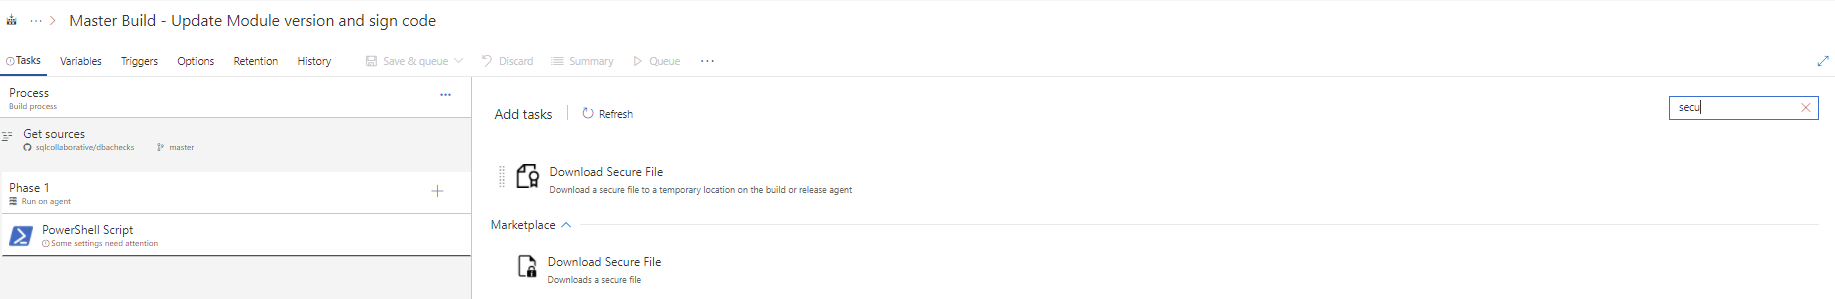 ··· > Master Build - Update Module version and sign code
Tasks Variables Triggers Options Retention History Save & queue Discard Summary Queue ···
Process ···
Build process
Get sources
sqlcollaborative/dbachecks master
Phase 1
Run on agent
PowerShell Script
Some settings need attention
Add tasks Refresh secu
Download Secure File
Download a secure file to a temporary location on the build or release agent
Marketplace
Download Secure File
Downloads a secure file